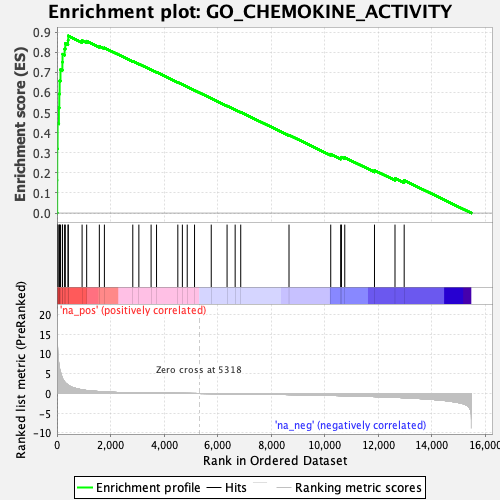 Enrichment plot: GO_CHEMOKINE_ACTIVITY
Enrichment score (ES)
0.9
0.8
0.7
0.6
0.5
0.4
0.3
0.2
0.1
0.0
'na_pos' (positively correlated)
Ranked list metric (PreRanked)
20
15
10
5
0
-5
-10
Zero cross at 5318
'na_neg' (negatively correlated)
0
2,000
4,000
6,000
8,000
10,000
12,000
14,000
16,000
Rank in Ordered Dataset
Enrichment profile
Hits
Ranking metric scores